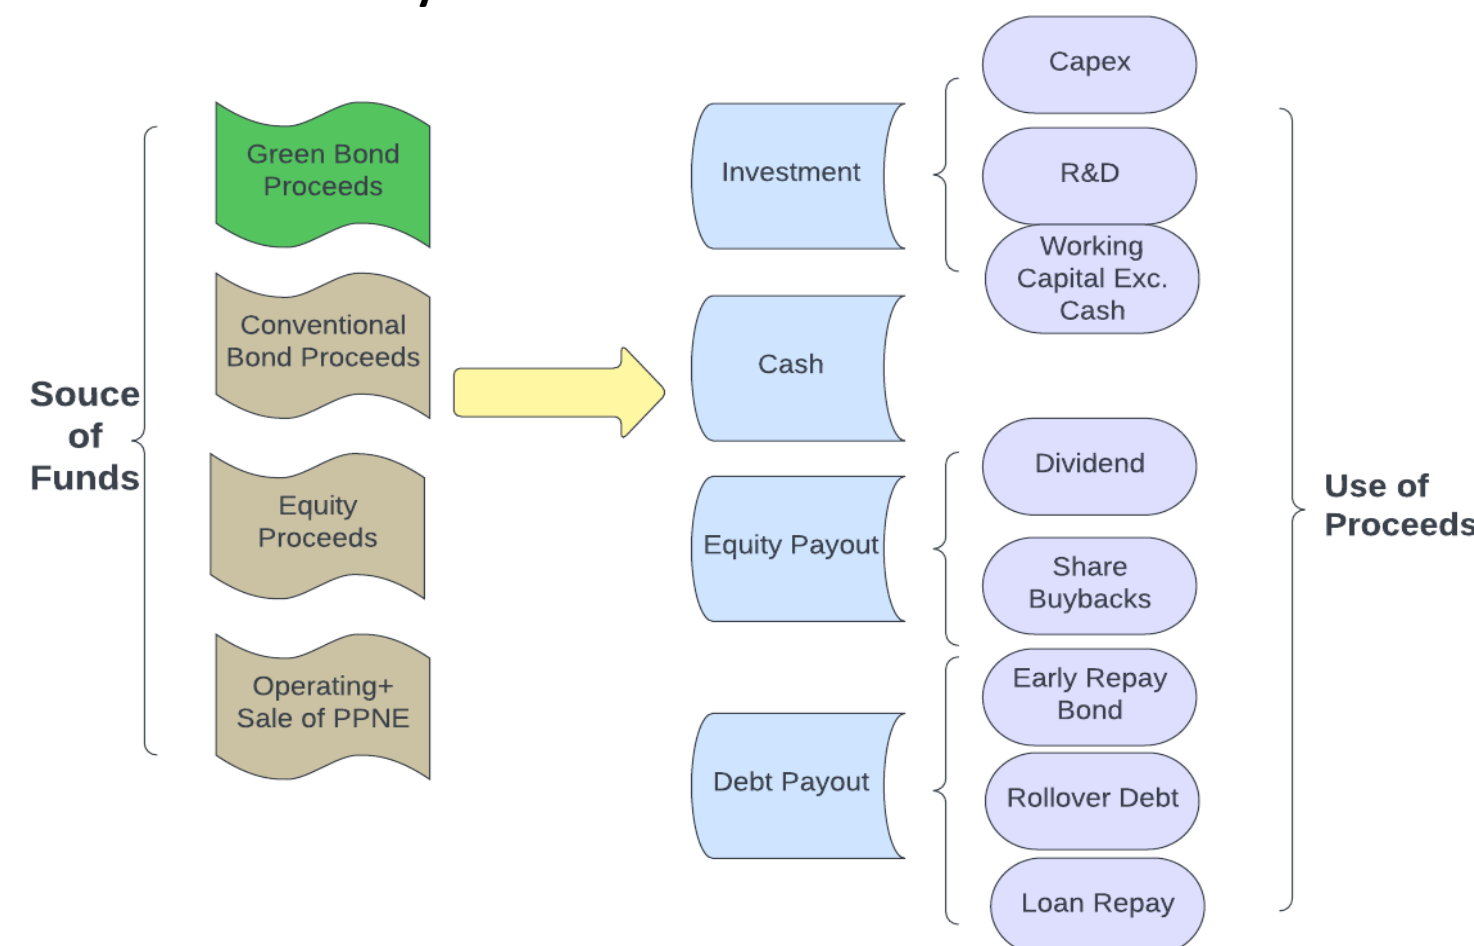 Souce
of
Funds
Green Bond
Proceeds
Conventional
Bond Proceeds
Equity
Proceeds
Operating+
Sale of PPNE
Investment
Cash
Equity Payout
Debt Payout
Capex
R&D
Working
Capital Exc.
Cash
Dividend
Share
Buybacks
Early Repay
Bond
Rollover Debt
Loan Repay
Use of
Proceeds